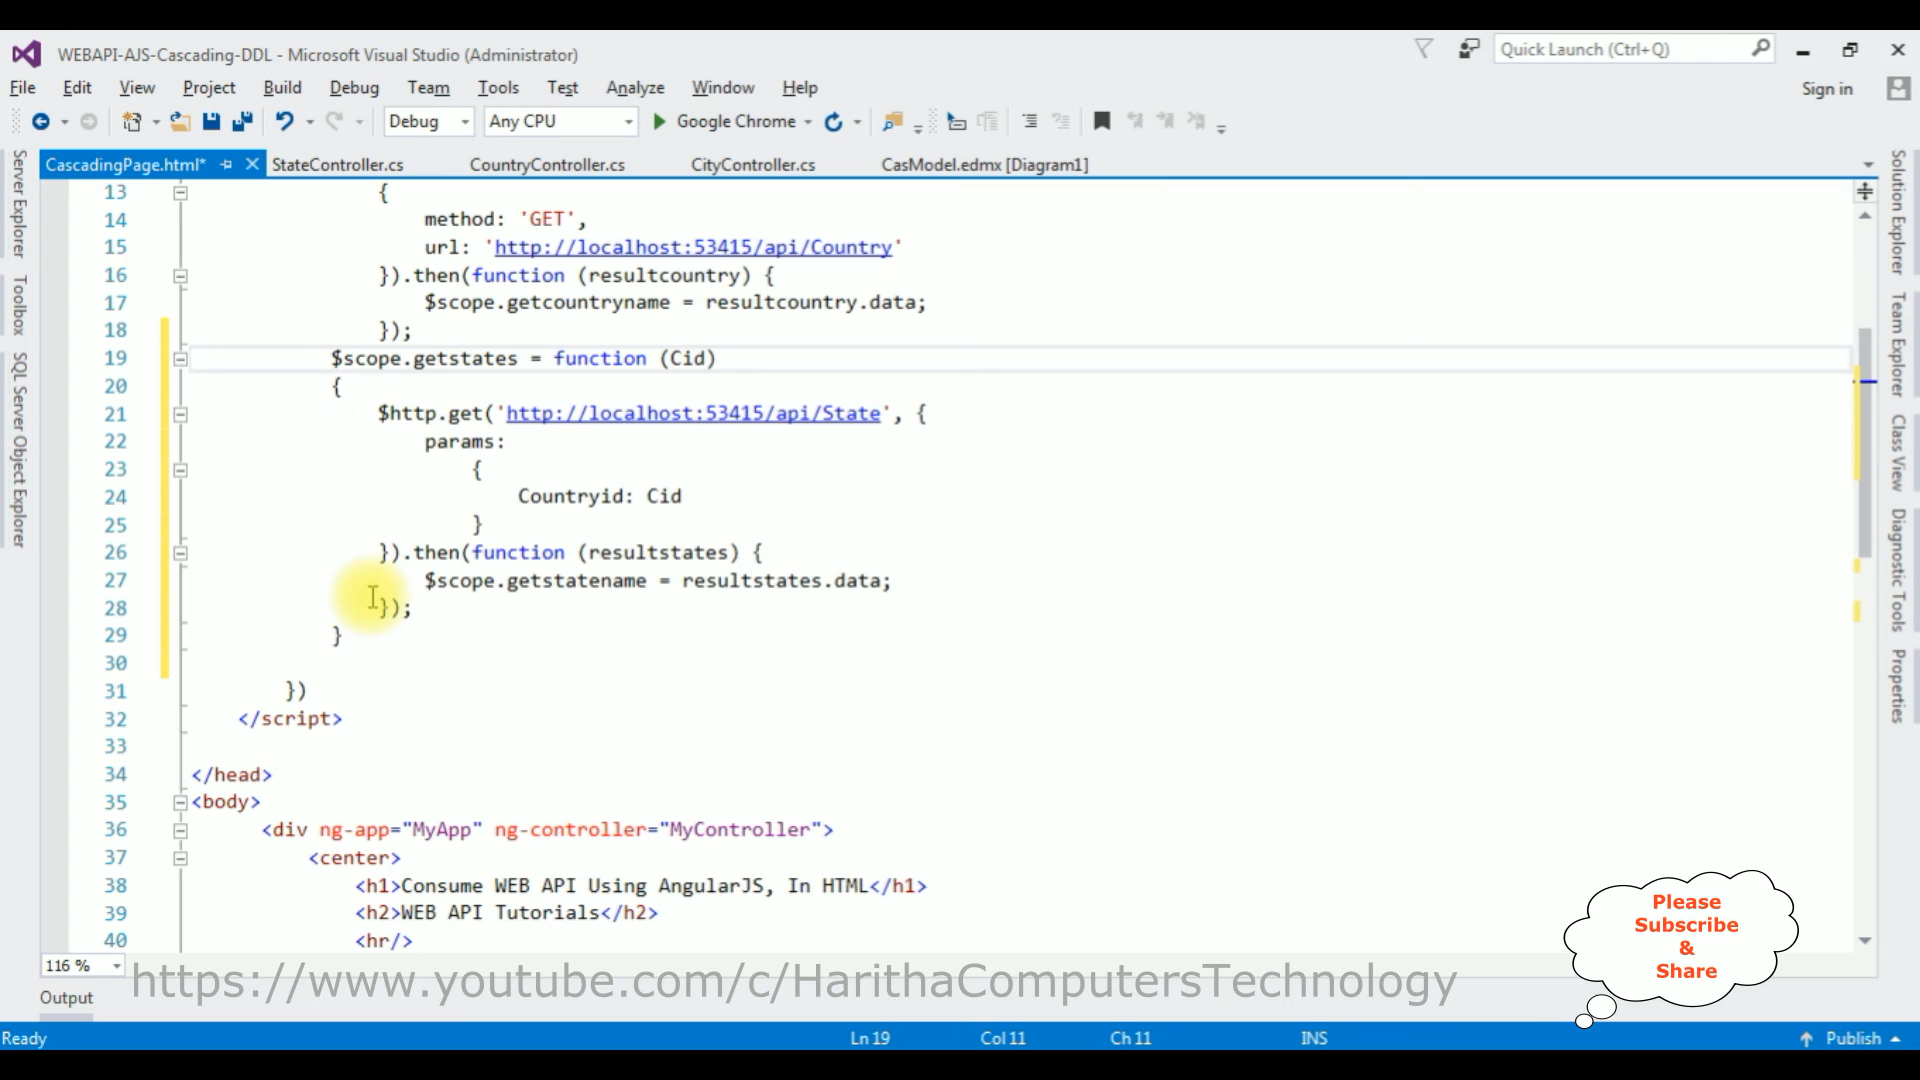 WEBAPI-AJS-Cascading-DDL - Microsoft Visual Studio (Administrator)
Quick Launch (Ctrl+Q)
File Edit View Project Build Debug Team Tools Test Analyze Window Help
Sign in
Debug Any CPU Google Chrome
CascadingPage.html* StateController.cs CountryController.cs CityController.cs CasModel.edmx [Diagram1]
Server Explorer
Toolbox
SQL Server Object Explorer
13 {
14 method: 'GET',
15 url: 'http://localhost:53415/api/Country'
16 }).then(function (resultcountry) {
17 $scope.getcountryname = resultcountry.data;
18 });
19 $scope.getstates = function (Cid)
20 {
21 $http.get('http://localhost:53415/api/State', {
22 params:
23 {
24 Countryid: Cid
25 }
26 }).then(function (resultstates) {
27 $scope.getstatename = resultstates.data;
28 });
29 }
30
31 })
32 </script>
33
34 </head>
35 <body>
36 <div ng-app="MyApp" ng-controller="MyController">
37 <center>
38 <h1>Consume WEB API Using AngularJS, In HTML</h1>
39 <h2>WEB API Tutorials</h2>
40 <hr/>
Solution Explorer
Team Explorer
Class View
Diagnostic Tools
Properties
Please
Subscribe
&
Share
116 %
https://www.youtube.com/c/HarithaComputersTechnology
Output
Ready Ln 19 Col 11 Ch 11 INS Publish